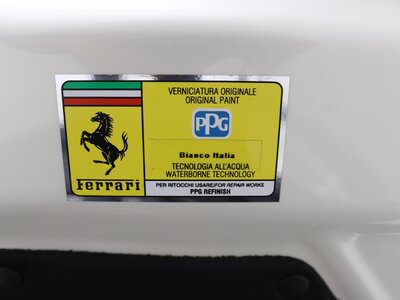 VERNICIATURA ORIGINALE
ORIGINAL PAINT
PPG
Bianco Italia
TECNOLOGIA ALL'ACQUA
WATERBORNE TECHNOLOGY
Ferrari
PER RITOCCHI USARE/FOR REPAIR WORKS
PPG REFINISH